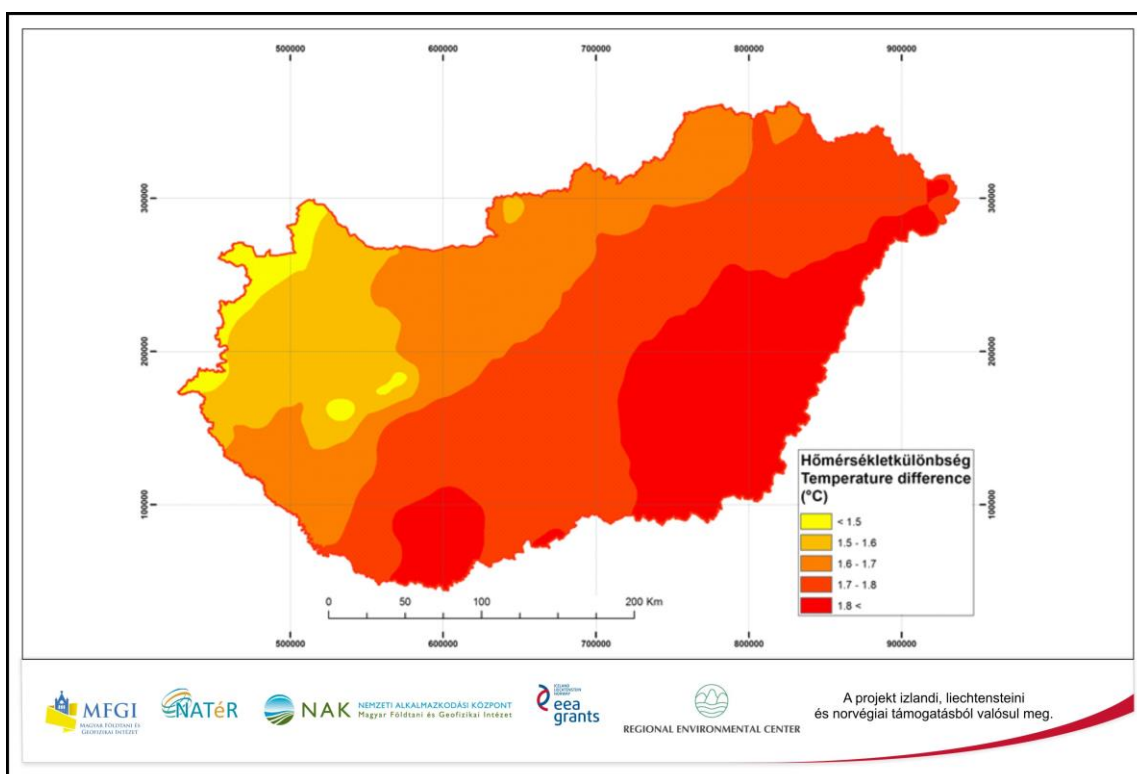 500000 600000 700000 800000 900000
300000 300000
200000 200000
100000 100000
Hőmérsékletkülönbség
Temperature difference
(°C)
< 1.5
1.5 - 1.6
1.6 - 1.7
1.7 - 1.8
1.8 <
0 50 100 200 Km
500000 600000 700000 800000 900000
MFGI
MAGYAR FÖLDTANI ÉS
GEOFIZIKAI INTÉZET
NATéR
NAK NEMZETI ALKALMAZKODÁSI KÖZPONT
Magyar Földtani és Geofizikai Intézet
ICELAND
LIECHTENSTEIN
NORWAY
eea
grants
REGIONAL ENVIRONMENTAL CENTER
A projekt izlandi, liechtensteini
és norvégiai támogatásból valósul meg.